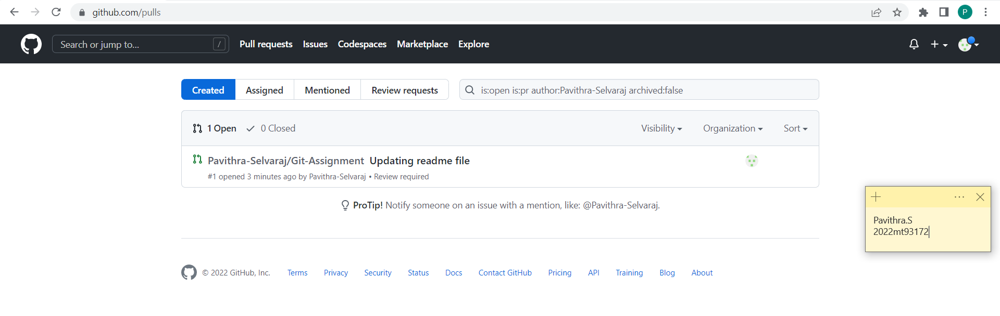 github.com/pulls
P
Search or jump to... /
Pull requests Issues Codespaces Marketplace Explore
Created Assigned Mentioned Review requests
is:open is:pr author:Pavithra-Selvaraj archived:false
1 Open 0 Closed
Visibility Organization Sort
Pavithra-Selvaraj/Git-Assignment Updating readme file
#1 opened 3 minutes ago by Pavithra-Selvaraj • Review required
ProTip! Notify someone on an issue with a mention, like: @Pavithra-Selvaraj.
Pavithra.S
2022mt93172
© 2022 GitHub, Inc. Terms Privacy Security Status Docs Contact GitHub Pricing API Training Blog About